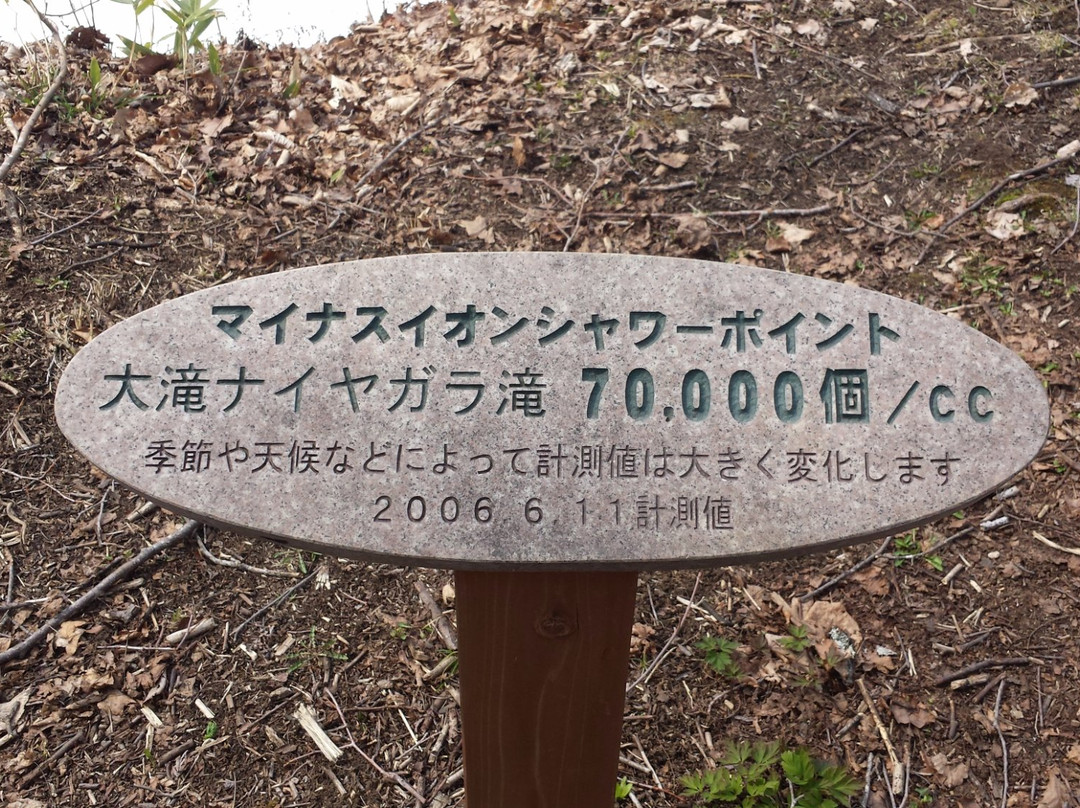 マイナスイオンシャワーポイント
大滝ナイヤガラ滝 70,000個/cc
季節や天候などによって計測値は大きく変化します
2006 6.11計測値